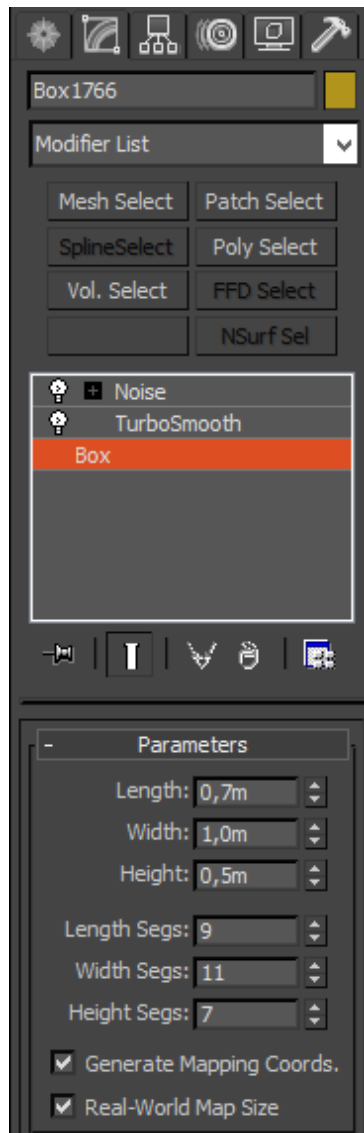 Box1766
Modifier List
Mesh Select Patch Select
SplineSelect Poly Select
Vol. Select FFD Select
NSurf Sel
Noise
TurboSmooth
Box
- Parameters
Length: 0,7m
Width: 1,0m
Height: 0,5m
Length Segs: 9
Width Segs: 11
Height Segs: 7
Generate Mapping Coords.
Real-World Map Size